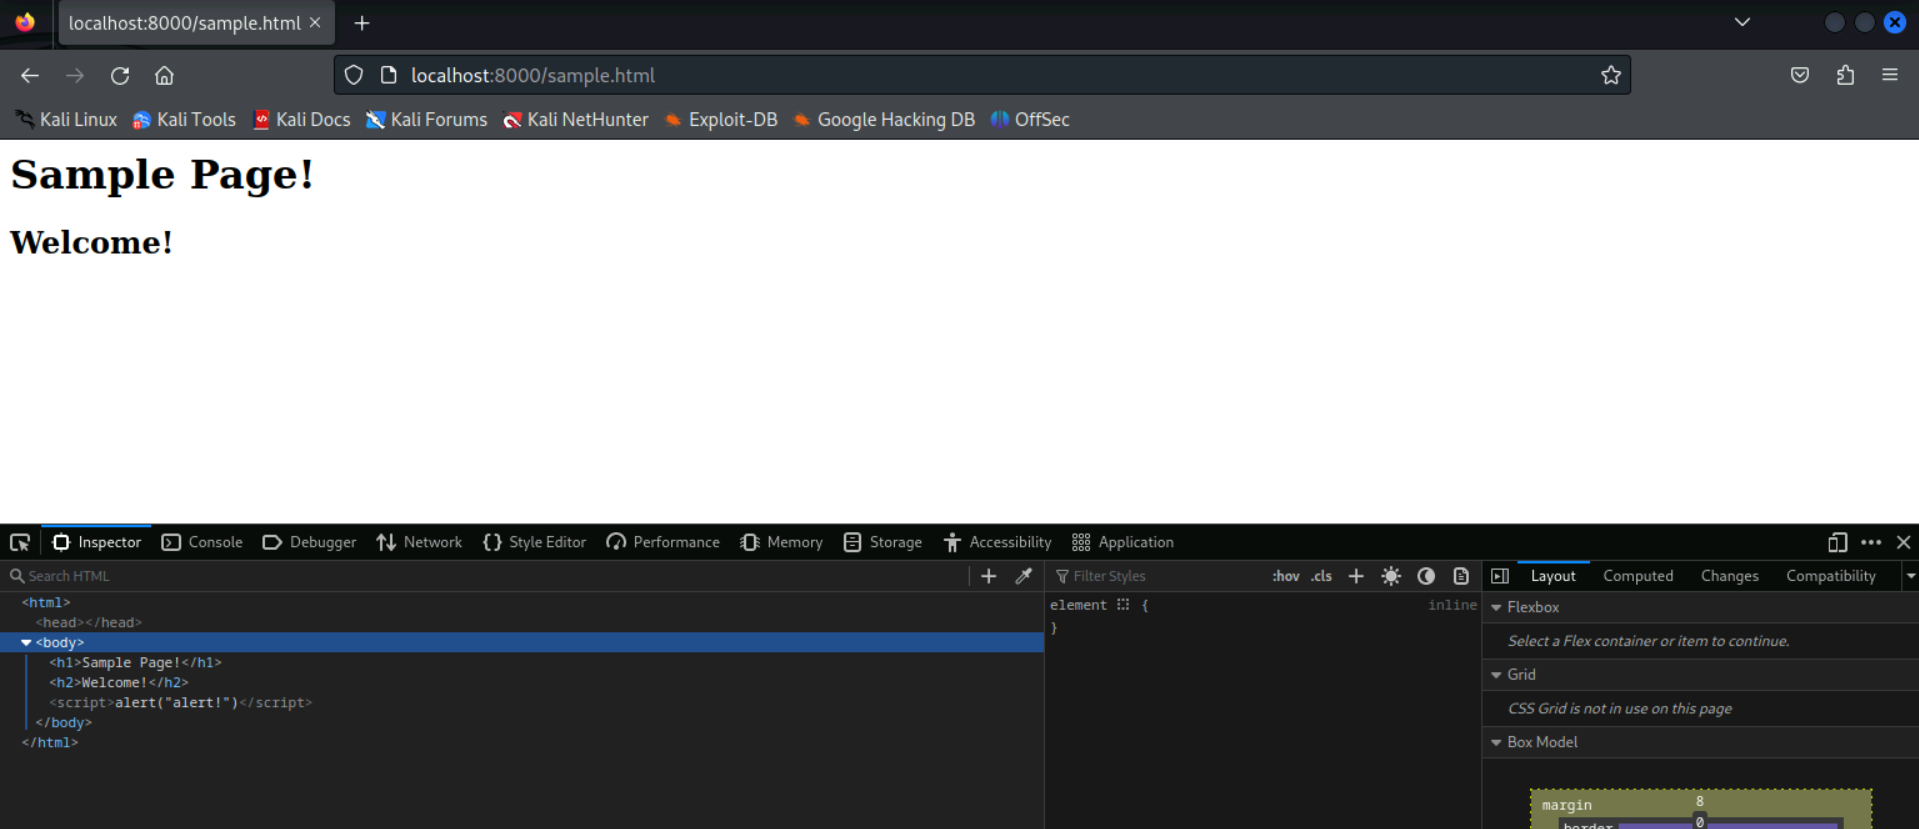 localhost:8000/sample.html
localhost:8000/sample.html
Kali Linux Kali Tools Kali Docs Kali Forums Kali NetHunter Exploit-DB Google Hacking DB OffSec
Sample Page!
Welcome!
Inspector Console Debugger Network Style Editor Performance Memory Storage Accessibility Application
Search HTML
<html>
<head></head>
<body>
<h1>Sample Page!</h1>
<h2>Welcome!</h2>
<script>alert("alert!")</script>
</body>
</html>
Filter Styles :hov .cls
element { inline
}
Layout Computed Changes Compatibility
Flexbox
Select a Flex container or item to continue.
Grid
CSS Grid is not in use on this page
Box Model
margin 8
border 0